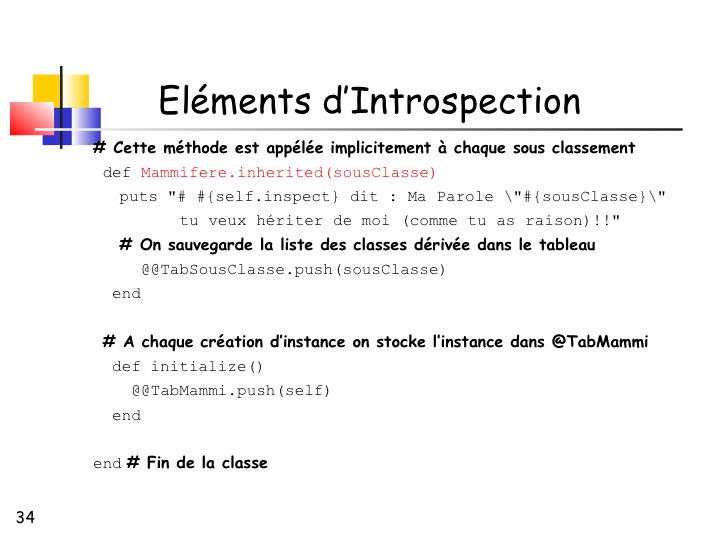 Eléments d’Introspection
# Cette méthode est appélée implicitement à chaque sous classement
def Mammifere.inherited(sousClasse)
puts "# #{self.inspect} dit : Ma Parole \"#{sousClasse}\"
tu veux hériter de moi (comme tu as raison)!!"
# On sauvegarde la liste des classes dérivée dans le tableau
@@TabSousClasse.push(sousClasse)
end
# A chaque création d’instance on stocke l’instance dans @TabMammi
def initialize()
@@TabMammi.push(self)
end
end # Fin de la classe
34